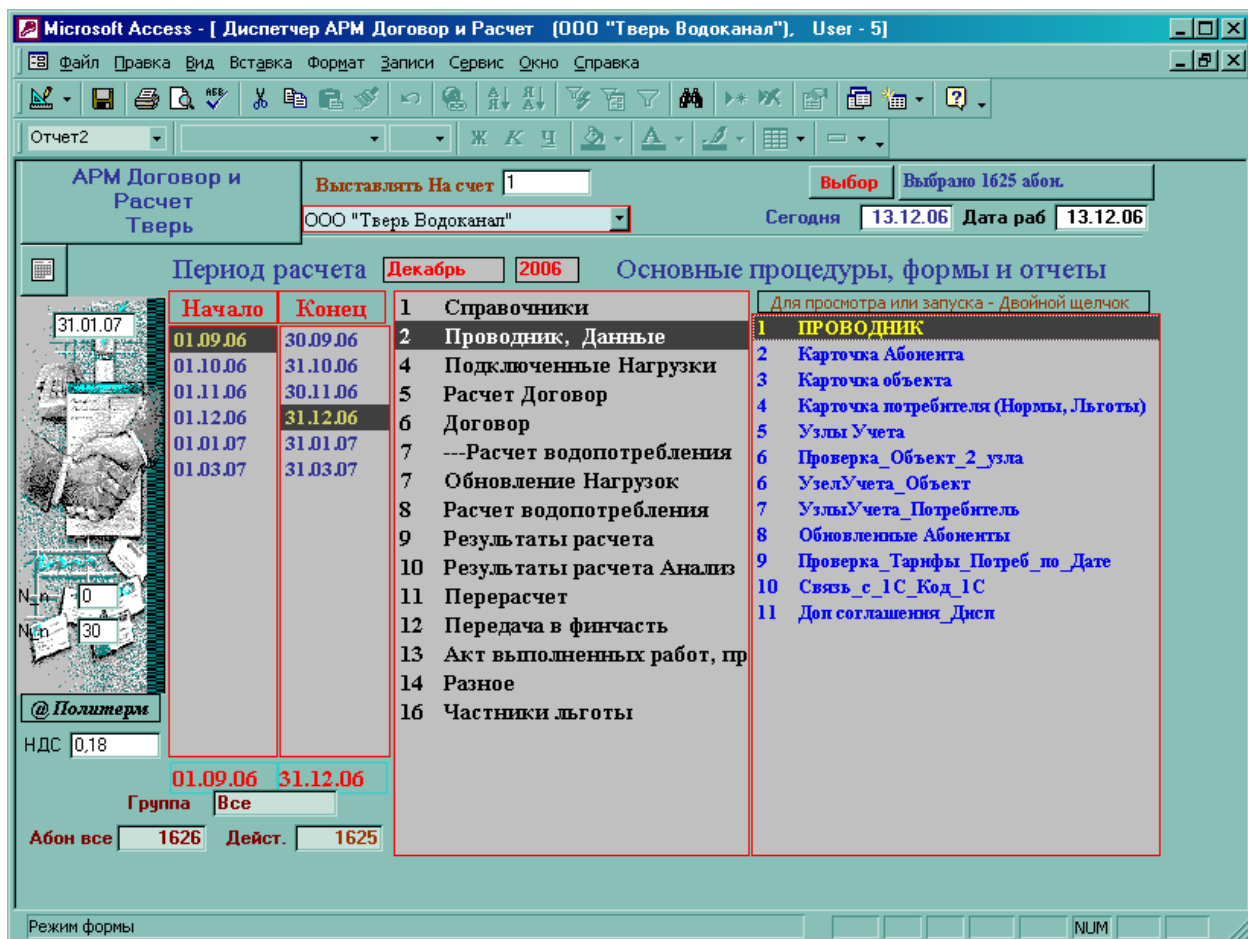 Microsoft Access - [ Диспетчер АРМ Договор и Расчет (ООО "Тверь Водоканал"), User - 5]
Файл Правка Вид Вставка Формат Записи Сервис Окно Справка
Отчет2
Ж К Ч
АРМ Договор и
Расчет
Тверь
Выставлять На счет 1
ООО "Тверь Водоканал"
Выбор Выбрано 1625 абон.
Сегодня 13.12.06 Дата раб 13.12.06
Период расчета Декабрь 2006 Основные процедуры, формы и отчеты
31.01.07
Начало Конец
01.09.06 30.09.06
01.10.06 31.10.06
01.11.06 30.11.06
01.12.06 31.12.06
01.01.07 31.01.07
01.03.07 31.03.07
01.09.06 31.12.06
1 Справочники
2 Проводник, Данные
4 Подключенные Нагрузки
5 Расчет Договор
6 Договор
7 ---Расчет водопотребления
7 Обновление Нагрузок
8 Расчет водопотребления
9 Результаты расчета
10 Результаты расчета Анализ
11 Перерасчет
12 Передача в финчасть
13 Акт выполненных работ, пр
14 Разное
16 Частники льготы
Для просмотра или запуска - Двойной щелчок
1 ПРОВОДНИК
2 Карточка Абонента
3 Карточка объекта
4 Карточка потребителя (Нормы, Льготы)
5 Узлы Учета
6 Проверка_Объект_2_узла
6 УзелУчета_Объект
7 УзлыУчета_Потребитель
8 Обновленные Абоненты
9 Проверка_Тарифы_Потреб_по_Дате
10 Связь_с_1С_Код_1С
11 Доп соглашения_Дисп
0
30
@ Политерм
НДС 0,18
Группа Все
Абон все 1626 Дейст. 1625
Режим формы
NUM